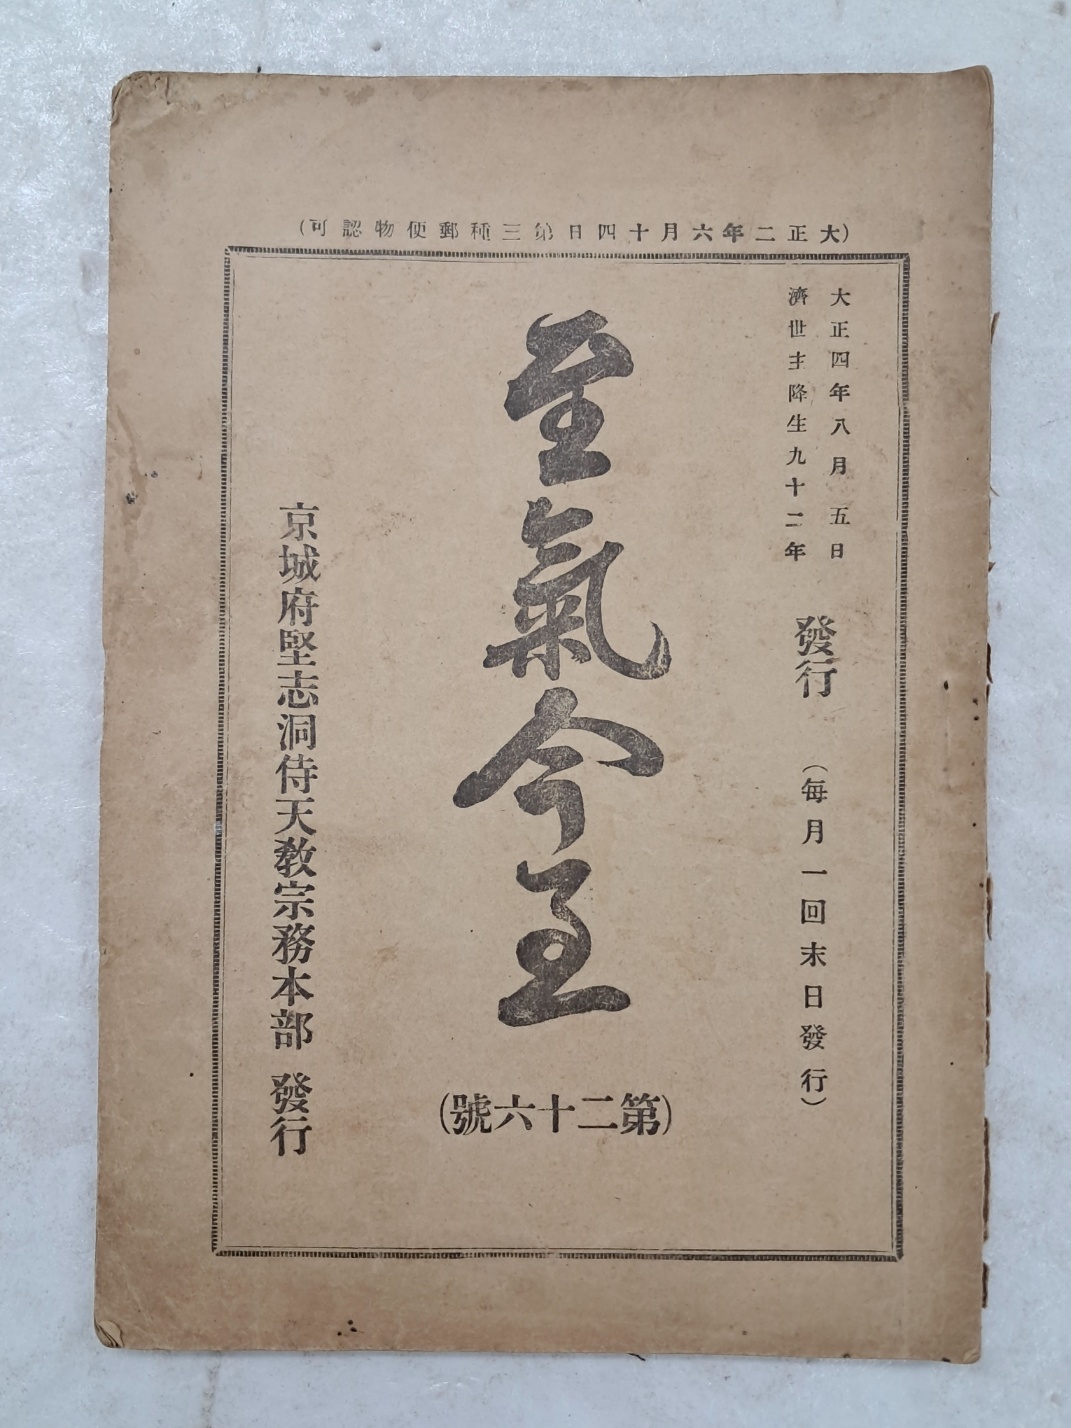 (大正二年六月十四日第三種郵便物認可)
大正四年八月五日
濟世主降生九十二年
發行
(每月一回末日發行)
至氣今至
(第二十六號)
京城府堅志洞侍天敎宗務本部 發行